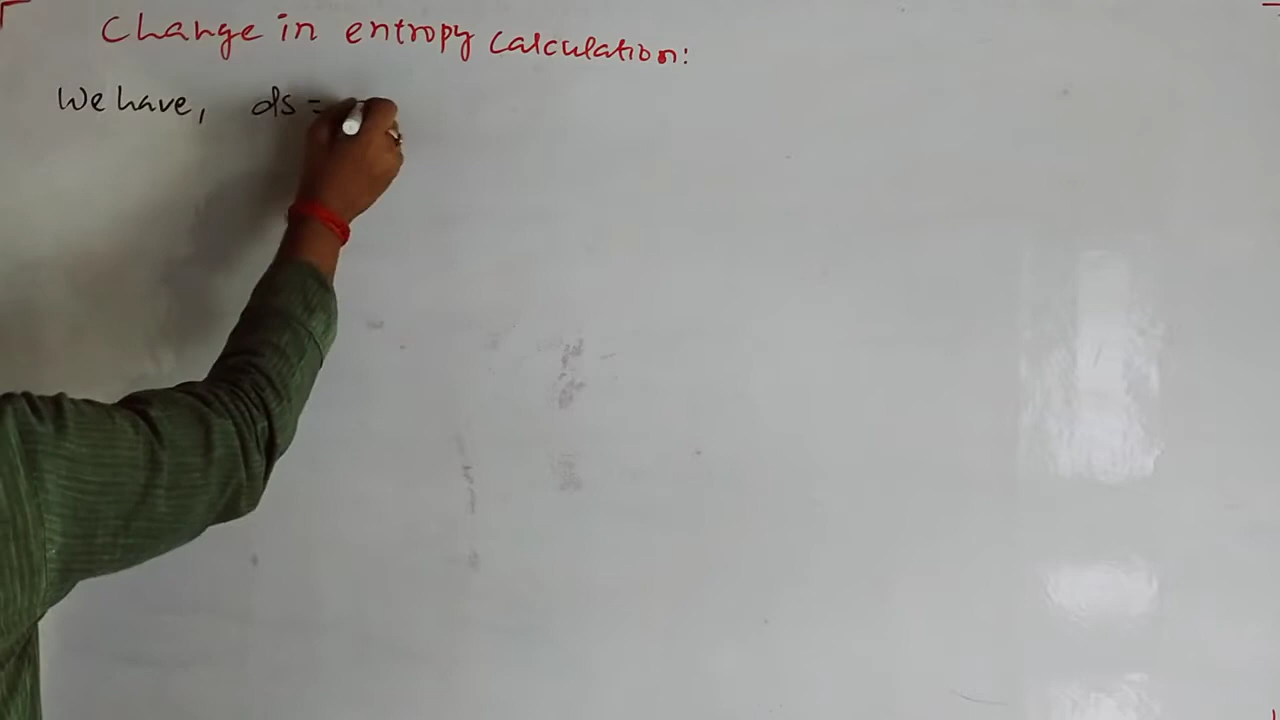 Change in entropy calculation:
We have, ds =